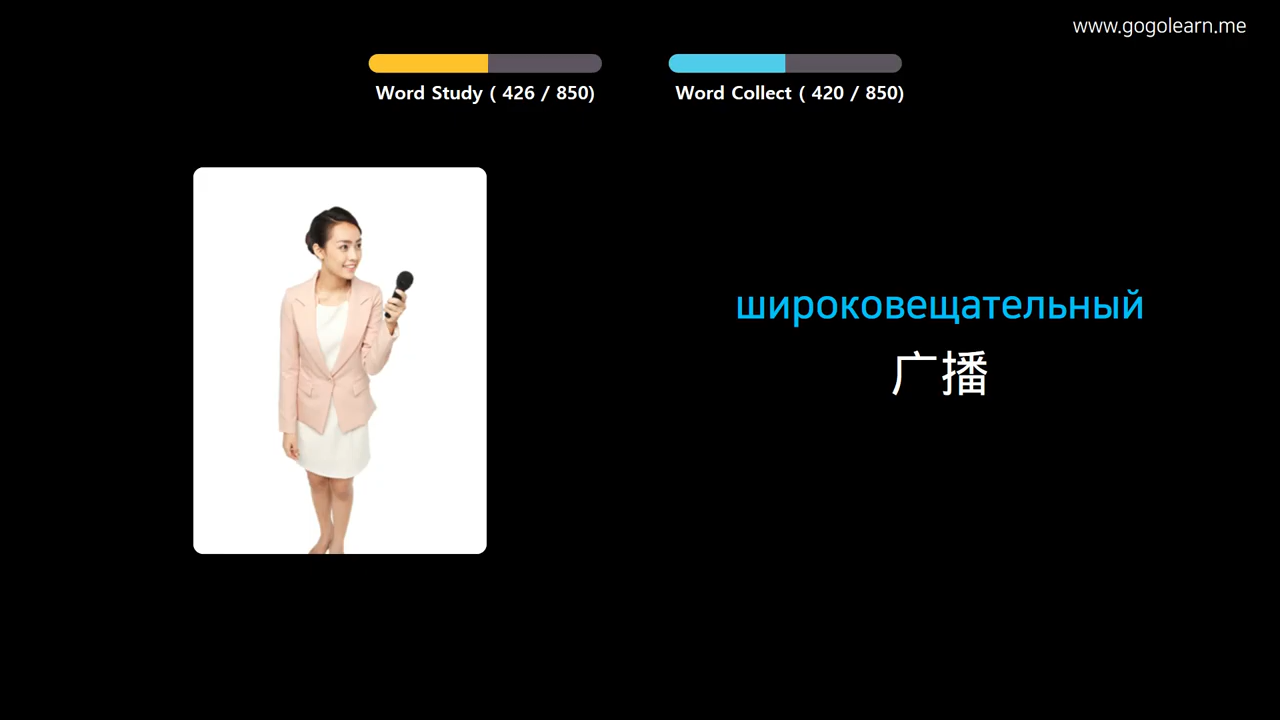 www.gogolearn.me
Word Study ( 426 / 850)
Word Collect ( 420 / 850)
широковещательный
广播